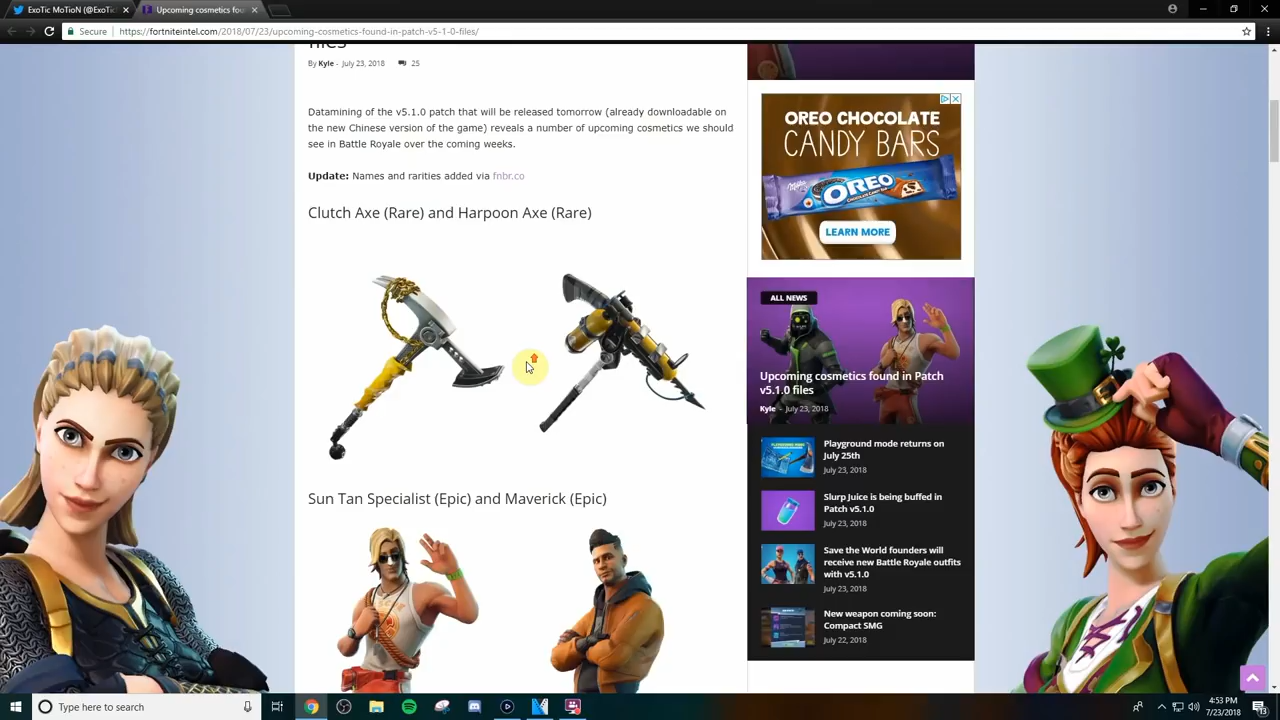 ExoTic MoTioN (@ExoTic
Upcoming cosmetics fou
Secure
https://fortniteintel.com/2018/07/23/upcoming-cosmetics-found-in-patch-v5-1-0-files/
files
By Kyle - July 23, 2018 25
Datamining of the v5.1.0 patch that will be released tomorrow (already downloadable on
the new Chinese version of the game) reveals a number of upcoming cosmetics we should
see in Battle Royale over the coming weeks.
Update: Names and rarities added via fnbr.co
Clutch Axe (Rare) and Harpoon Axe (Rare)
Sun Tan Specialist (Epic) and Maverick (Epic)
OREO CHOCOLATE
CANDY BARS
Milka
OREO
LEARN MORE
ALL NEWS
Upcoming cosmetics found in Patch
v5.1.0 files
Kyle - July 23, 2018
Playground mode returns on
July 25th
July 23, 2018
Slurp Juice is being buffed in
Patch v5.1.0
July 23, 2018
Save the World founders will
receive new Battle Royale outfits
with v5.1.0
July 23, 2018
New weapon coming soon:
Compact SMG
July 22, 2018
Type here to search
4:53 PM
7/23/2018
13